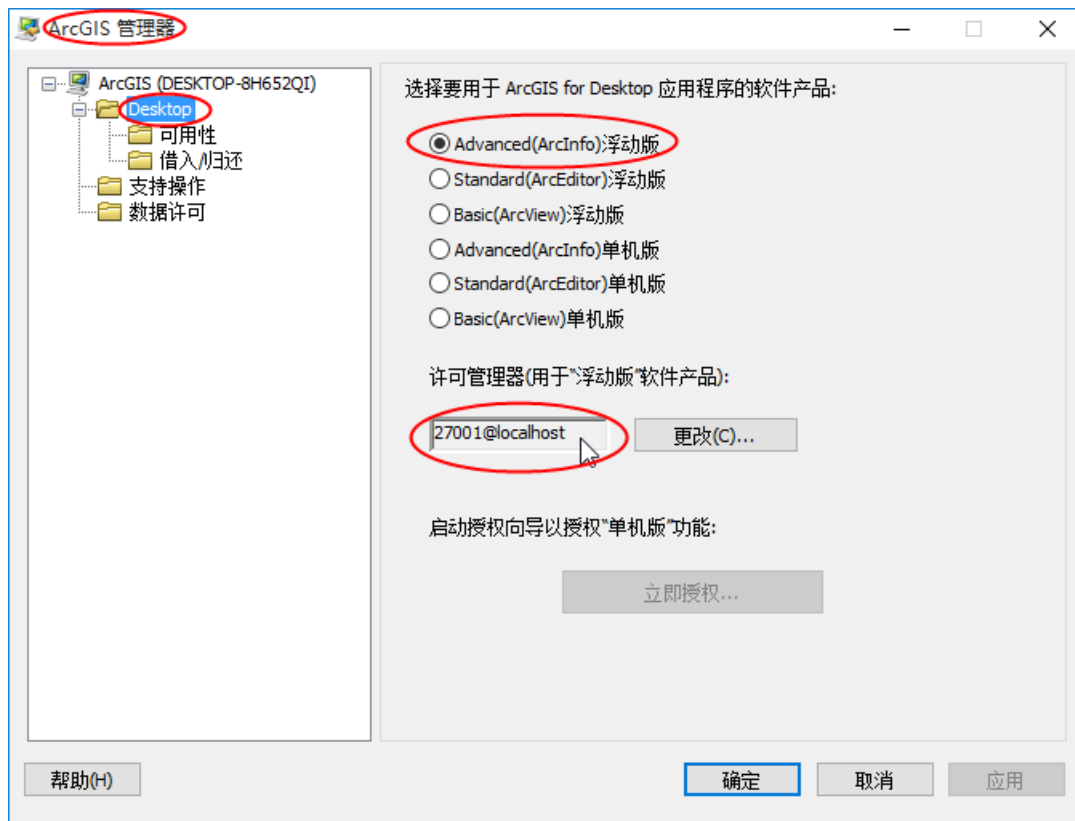 ArcGIS 管理器
ArcGIS (DESKTOP-8H652QI)
Desktop
可用性
借入/归还
支持操作
数据许可
选择要用于 ArcGIS for Desktop 应用程序的软件产品:
Advanced(ArcInfo)浮动版
Standard(ArcEditor)浮动版
Basic(ArcView)浮动版
Advanced(ArcInfo)单机版
Standard(ArcEditor)单机版
Basic(ArcView)单机版
许可管理器(用于"浮动版"软件产品):
27001@localhost
更改(C)...
启动授权向导以授权"单机版"功能:
立即授权...
帮助(H)
确定
取消
应用